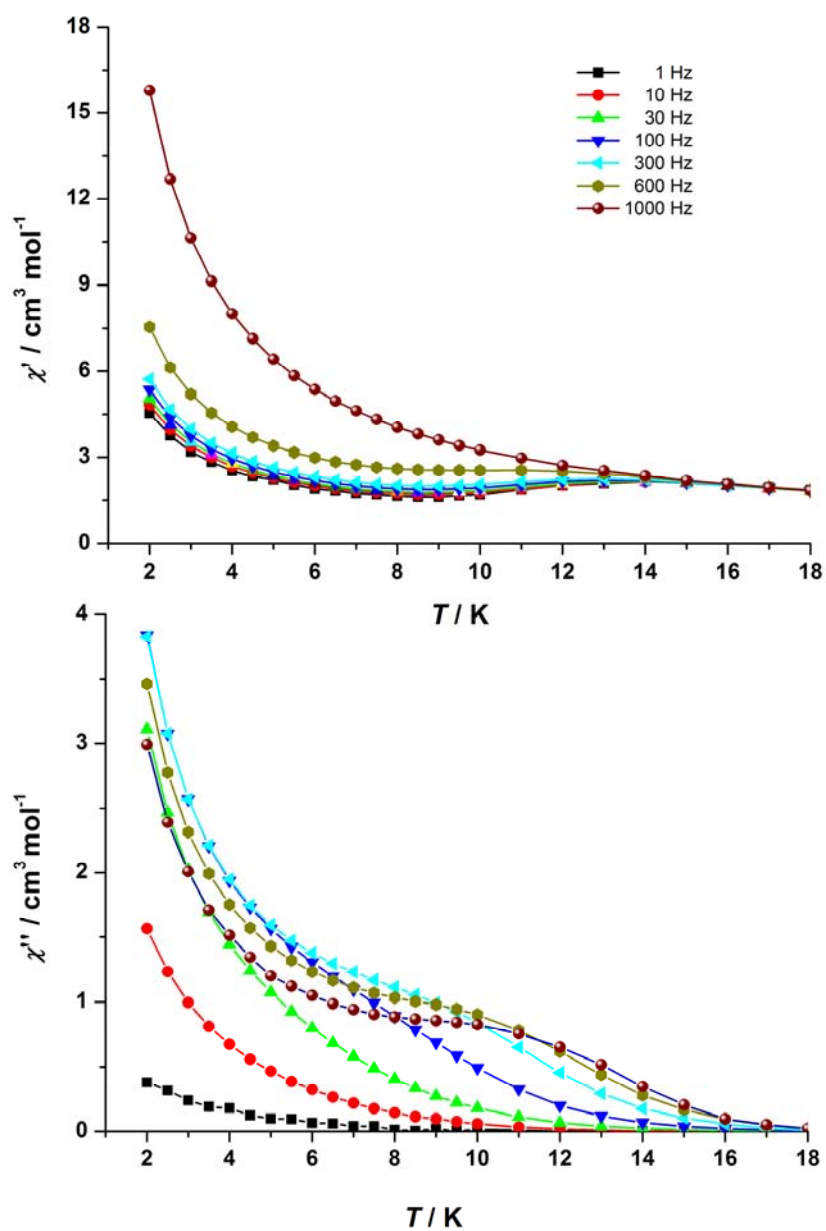 18
15
12
9
6
3
0
χ' / cm³ mol⁻¹
1 Hz
10 Hz
30 Hz
100 Hz
300 Hz
600 Hz
1000 Hz
2 4 6 8 10 12 14 16 18
T / K
4
3
2
1
0
χ'' / cm³ mol⁻¹
2 4 6 8 10 12 14 16 18
T / K